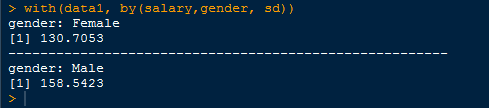 > with(data1, by(salary,gender, sd))
gender: Female
[1] 130.7053
--------------------------------------------------------
gender: Male
[1] 158.5423
>